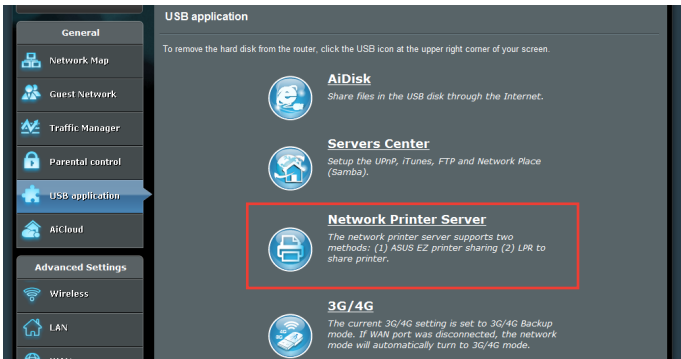 USB application
General
To remove the hard disk from the router, click the USB icon at the upper right corner of your screen.
Network Map
AiDisk
Share files in the USB disk through the Internet.
Guest Network
Traffic Manager
Servers Center
Setup the UPnP, iTunes, FTP and Network Place
(Samba).
Parental control
USB application
Network Printer Server
The network printer server supports two
methods: (1) ASUS EZ printer sharing (2) LPR to
share printer.
AiCloud
Advanced Settings
Wireless
3G/4G
The current 3G/4G setting is set to 3G/4G Backup
mode. If WAN port was disconnected, the network
mode will automatically turn to 3G/4G mode.
LAN